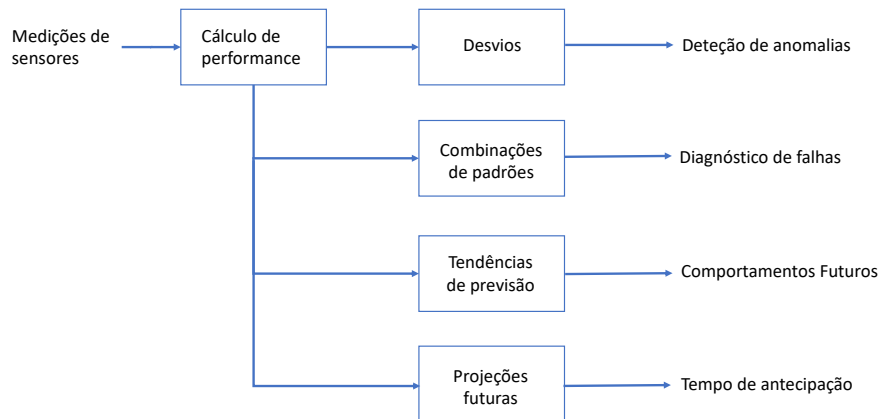 Medições de
sensores
Cálculo de
performance
Desvios
Deteção de anomalias
Combinações
de padrões
Diagnóstico de falhas
Tendências
de previsão
Comportamentos Futuros
Projeções
futuras
Tempo de antecipação